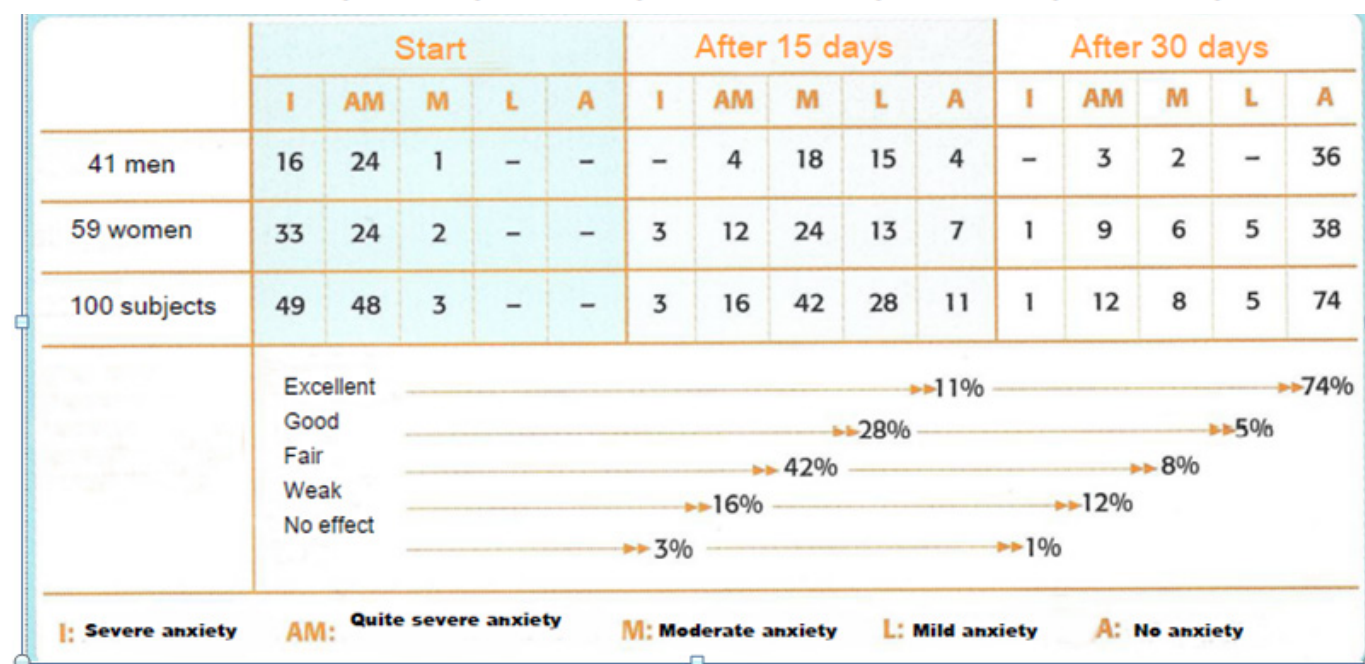 Start After 15 days After 30 days
I AM M L A I AM M L A I AM M L A
41 men 16 24 1 – – – 4 18 15 4 – 3 2 – 36
59 women 33 24 2 – – 3 12 24 13 7 1 9 6 5 38
100 subjects 49 48 3 – – 3 16 42 28 11 1 12 8 5 74
Excellent 11% 74%
Good 28% 5%
Fair 42% 8%
Weak 16% 12%
No effect 3% 1%
I: Severe anxiety AM: Quite severe anxiety M: Moderate anxiety L: Mild anxiety A: No anxiety